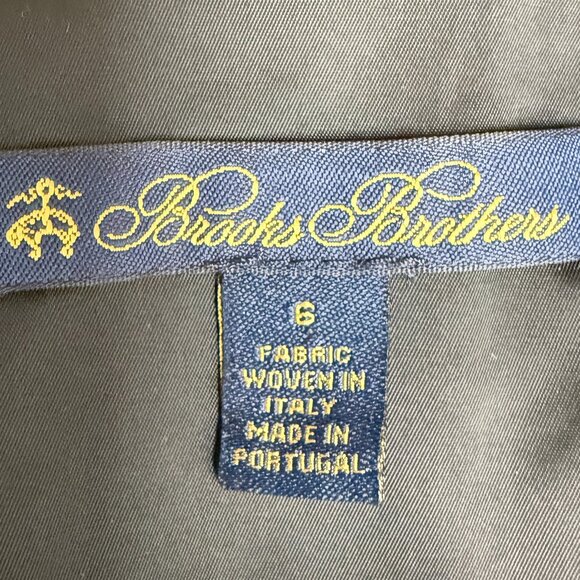 Brooks Brothers
6
FABRIC
WOVEN IN
ITALY
MADE IN
PORTUGAL